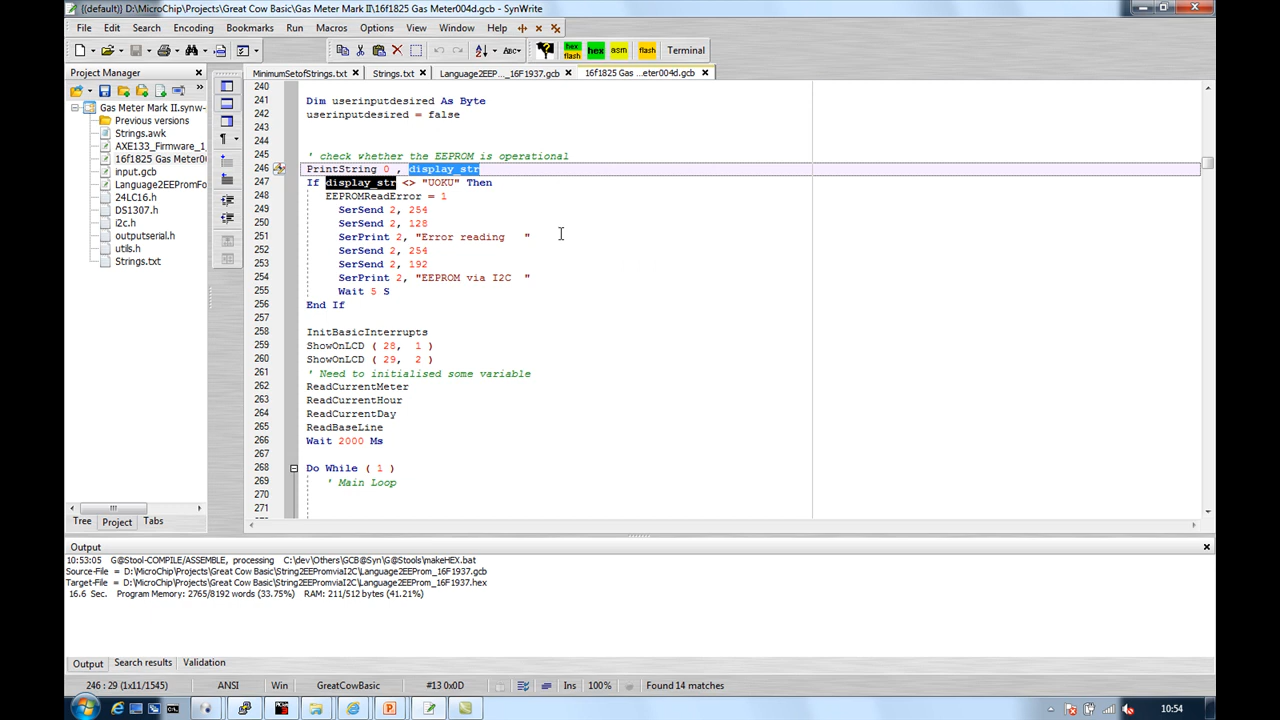 {(default)} D:\MicroChip\Projects\Great Cow Basic\Gas Meter Mark II\16f1825 Gas Meter004d.gcb - SynWrite
File Edit Search Encoding Bookmarks Run Macros Options View Window Reading Help
hex flash hex asm flash Terminal
Project Manager
MinimumSetofStrings.txt Strings.txt Language2EEP..._16F1937.gcb 16f1825 Gas ...eter004d.gcb
Gas Meter Mark II.synw-
Previous versions
Strings.awk
AXE133_Firmware_1_
16f1825 Gas Meter00
input.gcb
Language2EEPromFo
24LC16.h
DS1307.h
i2c.h
outputserial.h
utils.h
Strings.txt
Tree Project Tabs
240
241 Dim userinputdesired As Byte
242 userinputdesired = false
243
244
245 ' check whether the EEPROM is operational
246 PrintString 0 , display_str
247 If display_str <> "UOKU" Then
248 EEPROMReadError = 1
249 SerSend 2, 254
250 SerSend 2, 128
251 SerPrint 2, "Error reading   "
252 SerSend 2, 254
253 SerSend 2, 192
254 SerPrint 2, "EEPROM via I2C  "
255 Wait 5 S
256 End If
257
258 InitBasicInterrupts
259 ShowOnLCD ( 28,  1 )
260 ShowOnLCD ( 29,  2 )
261 ' Need to initialised some variable
262 ReadCurrentMeter
263 ReadCurrentHour
264 ReadCurrentDay
265 ReadBaseLine
266 Wait 2000 Ms
267
268 Do While ( 1 )
269 ' Main Loop
270
271
Output
10:53:05 G@Stool-COMPILE/ASSEMBLE, processing C:\dev\Others\GCB@Syn\G@Stools\makeHEX.bat
Source-File = D:\MicroChip\Projects\Great Cow Basic\String2EEPromviaI2C\Language2EEProm_16F1937.gcb
Target-File = D:\MicroChip\Projects\Great Cow Basic\String2EEPromviaI2C\Language2EEProm_16F1937.hex
16.6 Sec. Program Memory: 2765/8192 words (33.75%) RAM: 211/512 bytes (41.21%)
Output Search results Validation
246 : 29 (1x11/1545) ANSI Win GreatCowBasic #13 0x0D Ins 100% Found 14 matches
10:54